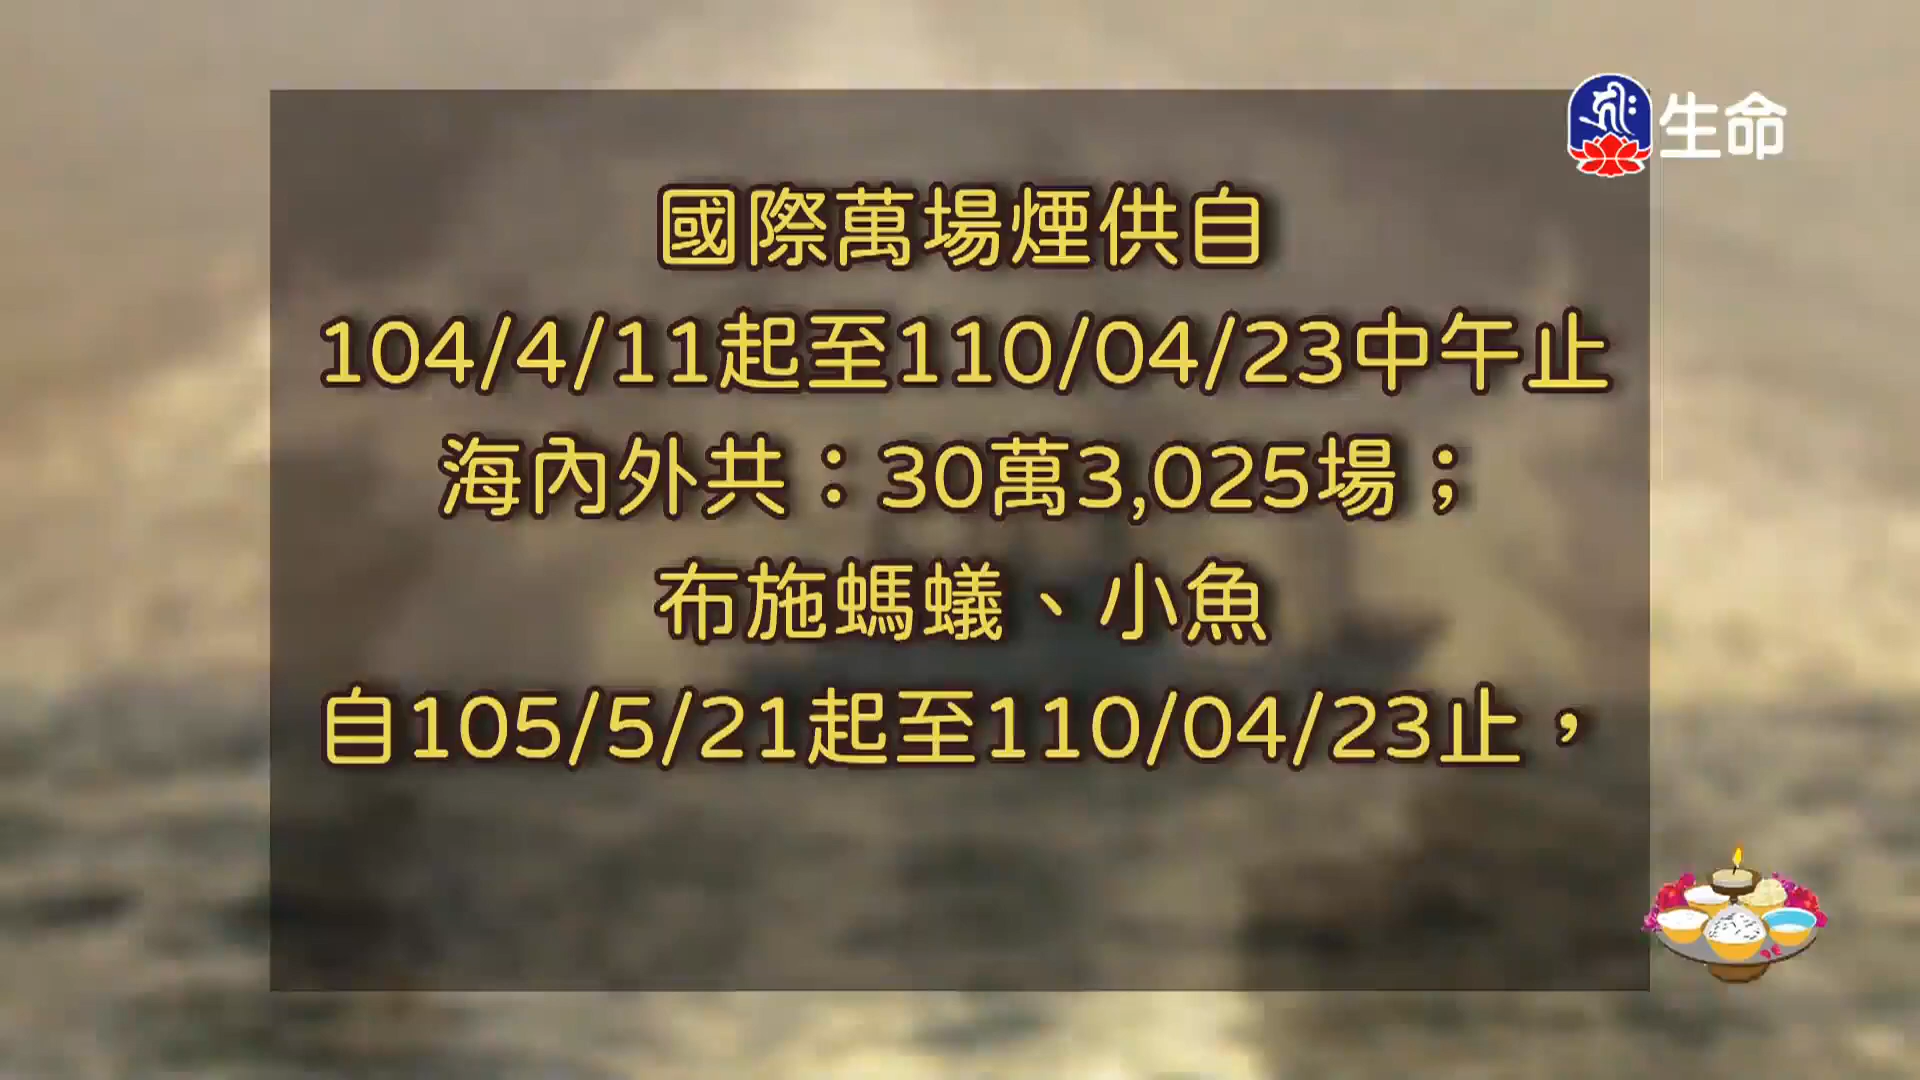 生命
國際萬場煙供自
104/4/11起至110/04/23中午止
海內外共：30萬3,025場；
布施螞蟻、小魚
自105/5/21起至110/04/23止，